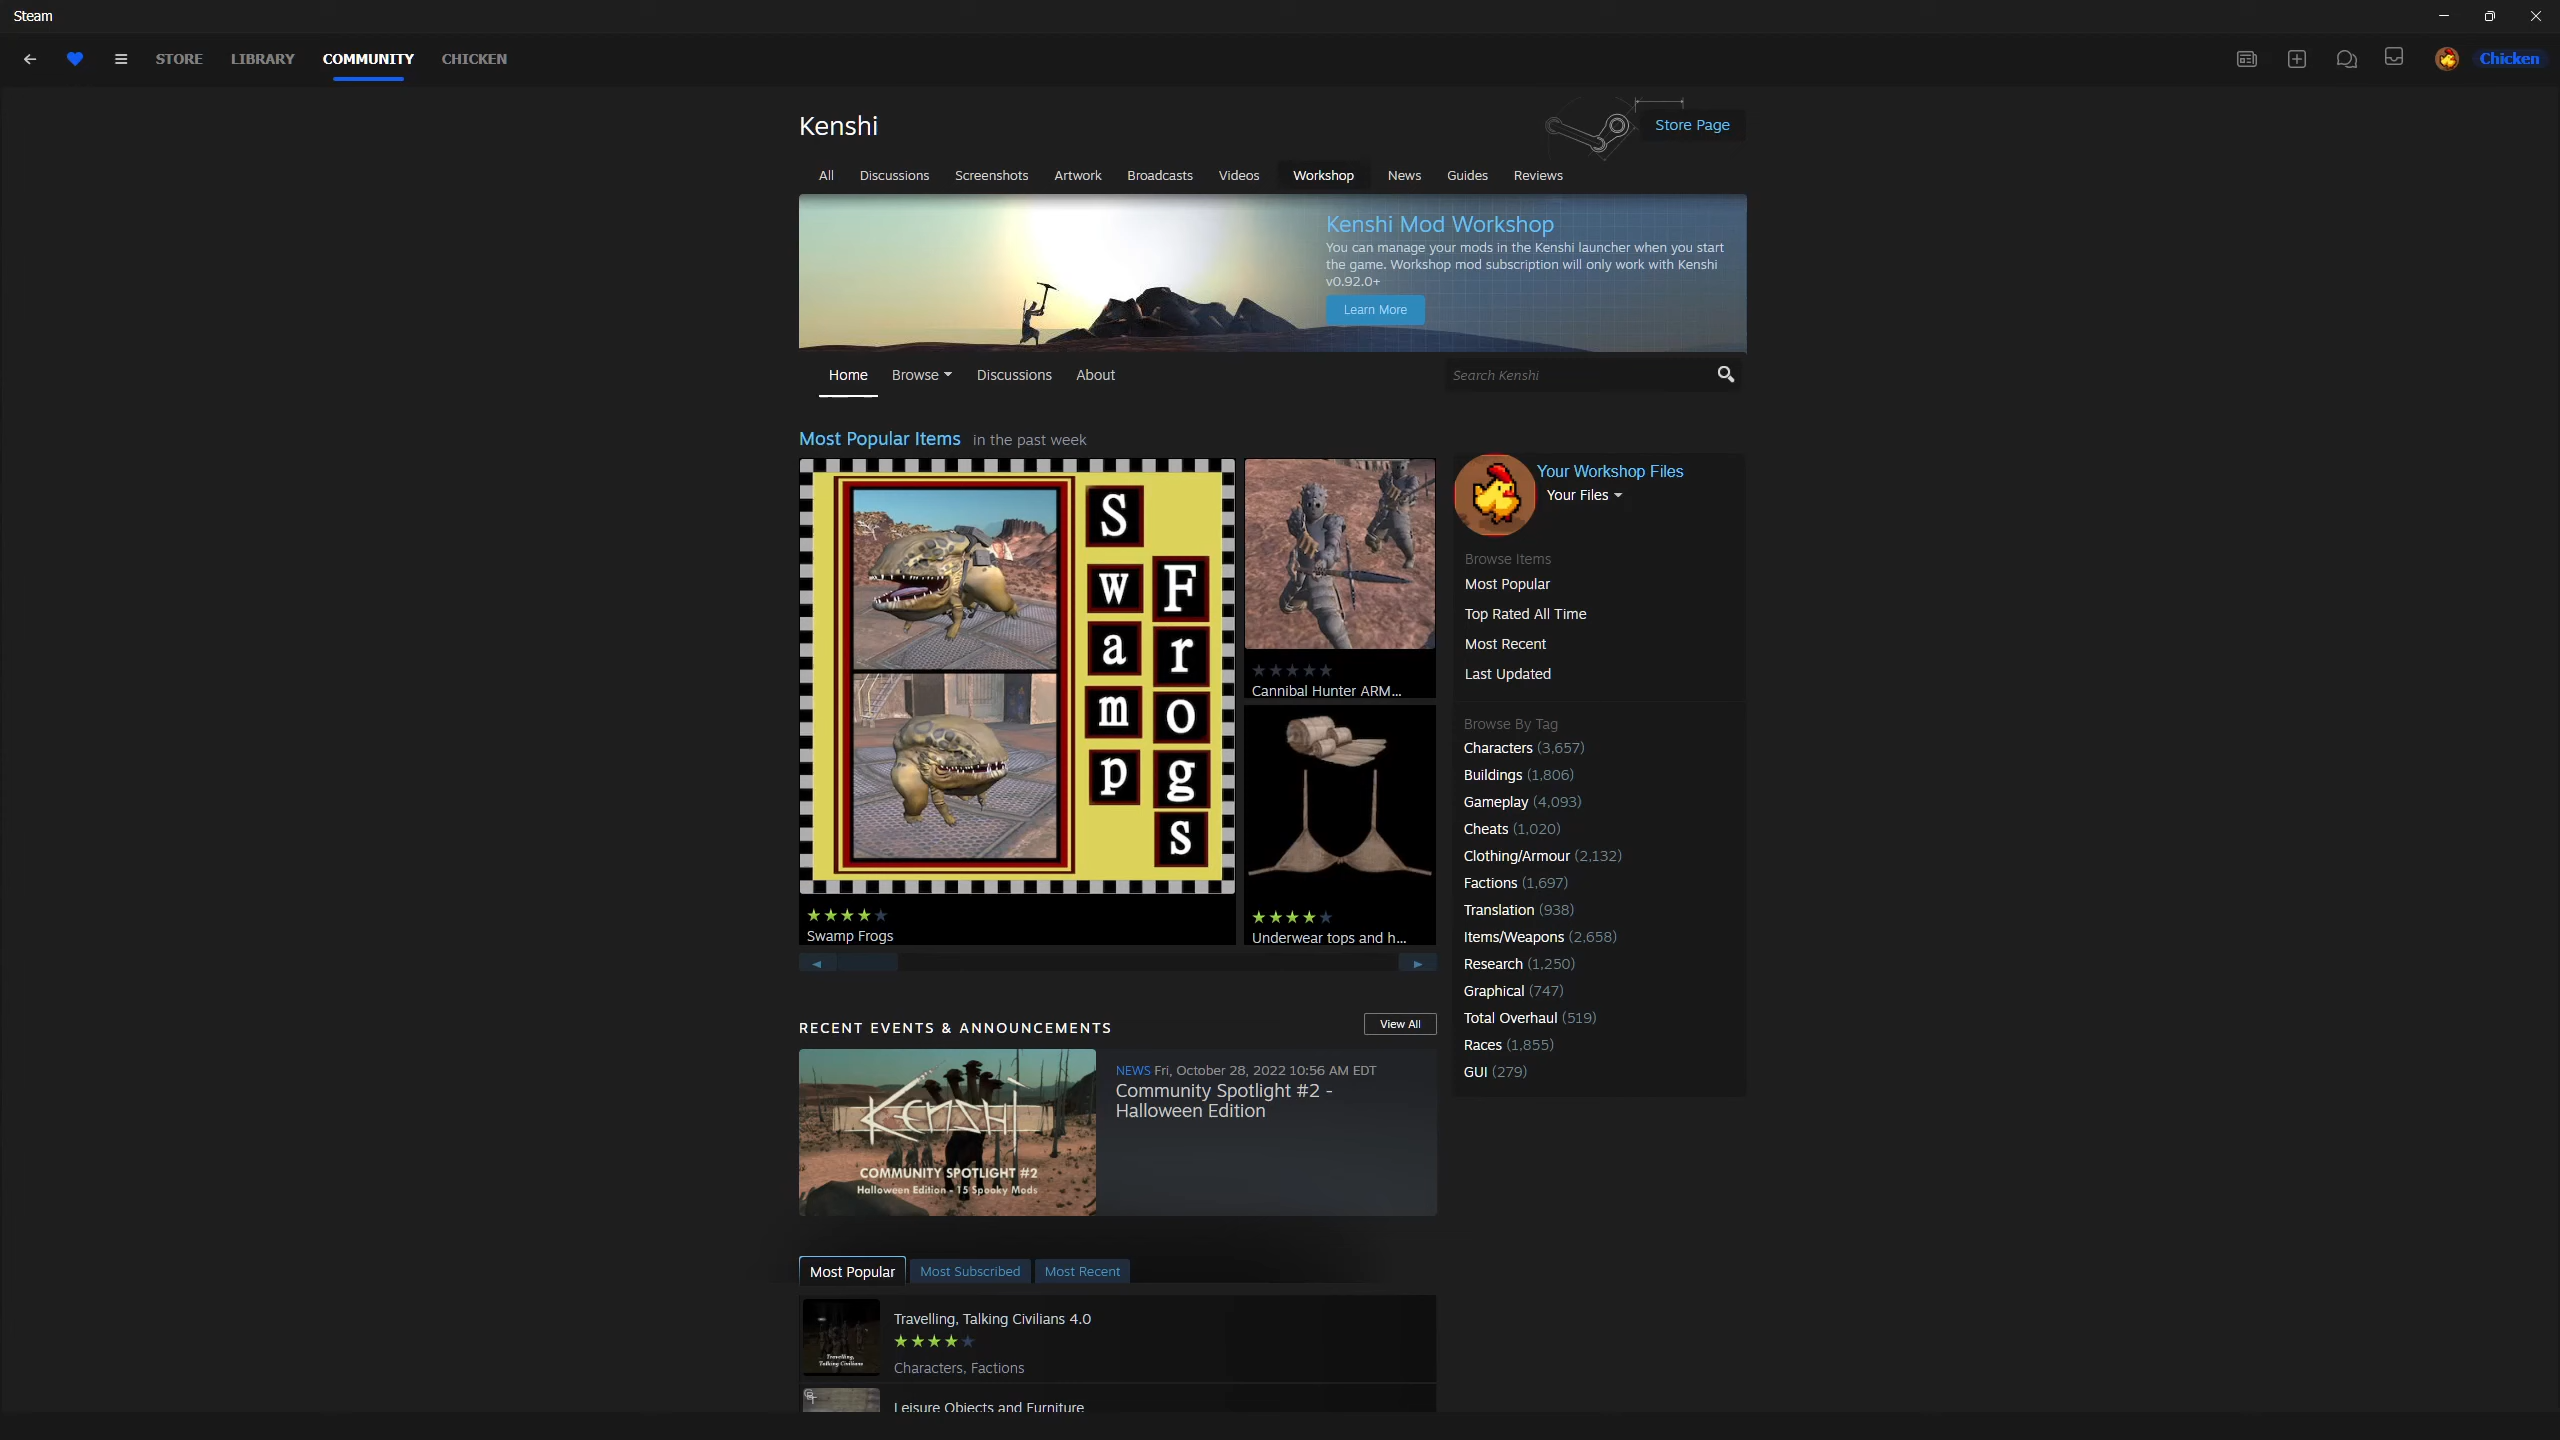 Steam
STORE
LIBRARY
COMMUNITY
CHICKEN
Chicken
Kenshi
Store Page
All
Discussions
Screenshots
Artwork
Broadcasts
Videos
Workshop
News
Guides
Reviews
Kenshi Mod Workshop
You can manage your mods in the Kenshi launcher when you start
the game. Workshop mod subscription will only work with Kenshi
v0.92.0+
Learn More
Home
Browse
Discussions
About
Search Kenshi
Most Popular Items in the past week
Swamp
Frogs
Swamp Frogs
Cannibal Hunter ARM...
Underwear tops and h...
Your Workshop Files
Your Files
Browse Items
Most Popular
Top Rated All Time
Most Recent
Last Updated
Browse By Tag
Characters (3,657)
Buildings (1,806)
Gameplay (4,093)
Cheats (1,020)
Clothing/Armour (2,132)
Factions (1,697)
Translation (938)
Items/Weapons (2,658)
Research (1,250)
Graphical (747)
Total Overhaul (519)
Races (1,855)
GUI (279)
RECENT EVENTS & ANNOUNCEMENTS
View All
KENSHI
COMMUNITY SPOTLIGHT #2
Halloween Edition - 15 Spooky Mods
NEWS Fri, October 28, 2022 10:56 AM EDT
Community Spotlight #2 -
Halloween Edition
Most Popular
Most Subscribed
Most Recent
Travelling,
Talking Civilians
Travelling, Talking Civilians 4.0
Characters, Factions
Leisure Objects and Furniture